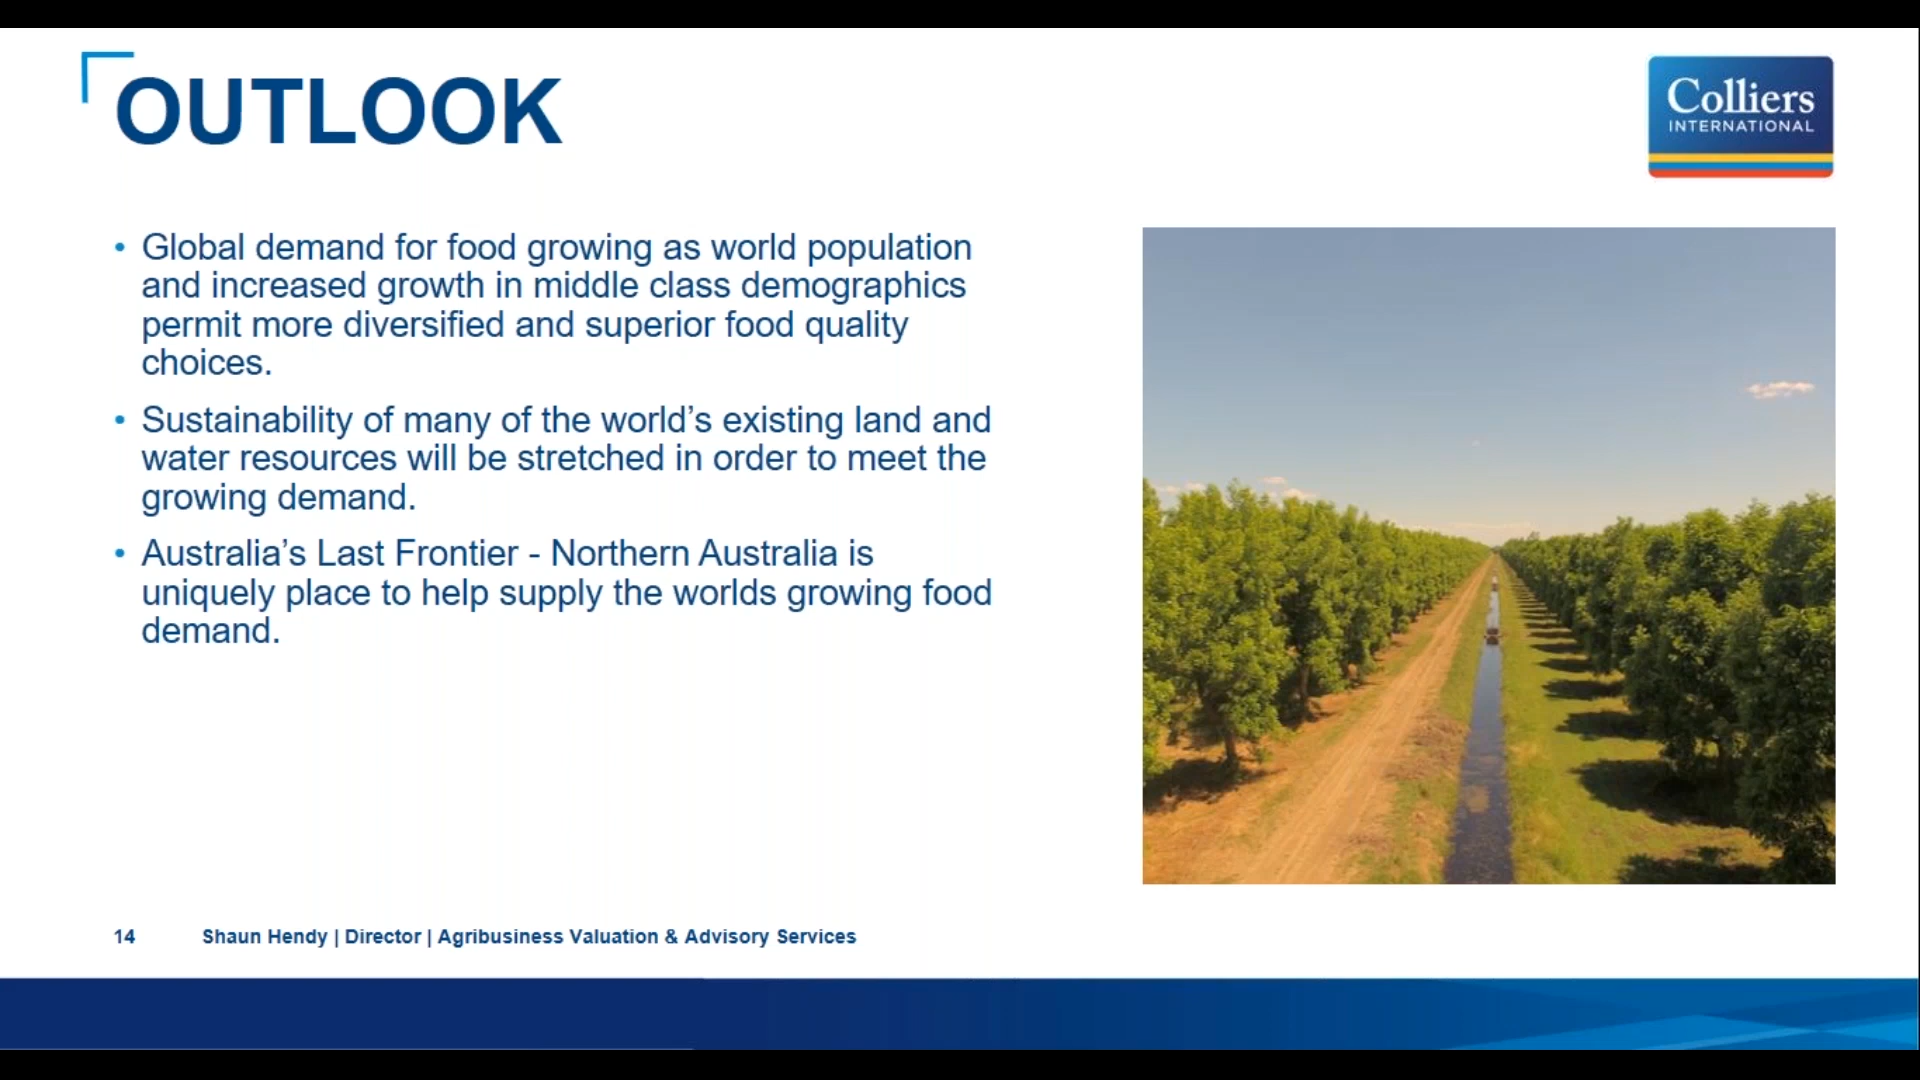 OUTLOOK
Colliers
INTERNATIONAL
• Global demand for food growing as world population
and increased growth in middle class demographics
permit more diversified and superior food quality
choices.
• Sustainability of many of the world’s existing land and
water resources will be stretched in order to meet the
growing demand.
• Australia’s Last Frontier - Northern Australia is
uniquely place to help supply the worlds growing food
demand.
14 Shaun Hendy | Director | Agribusiness Valuation & Advisory Services